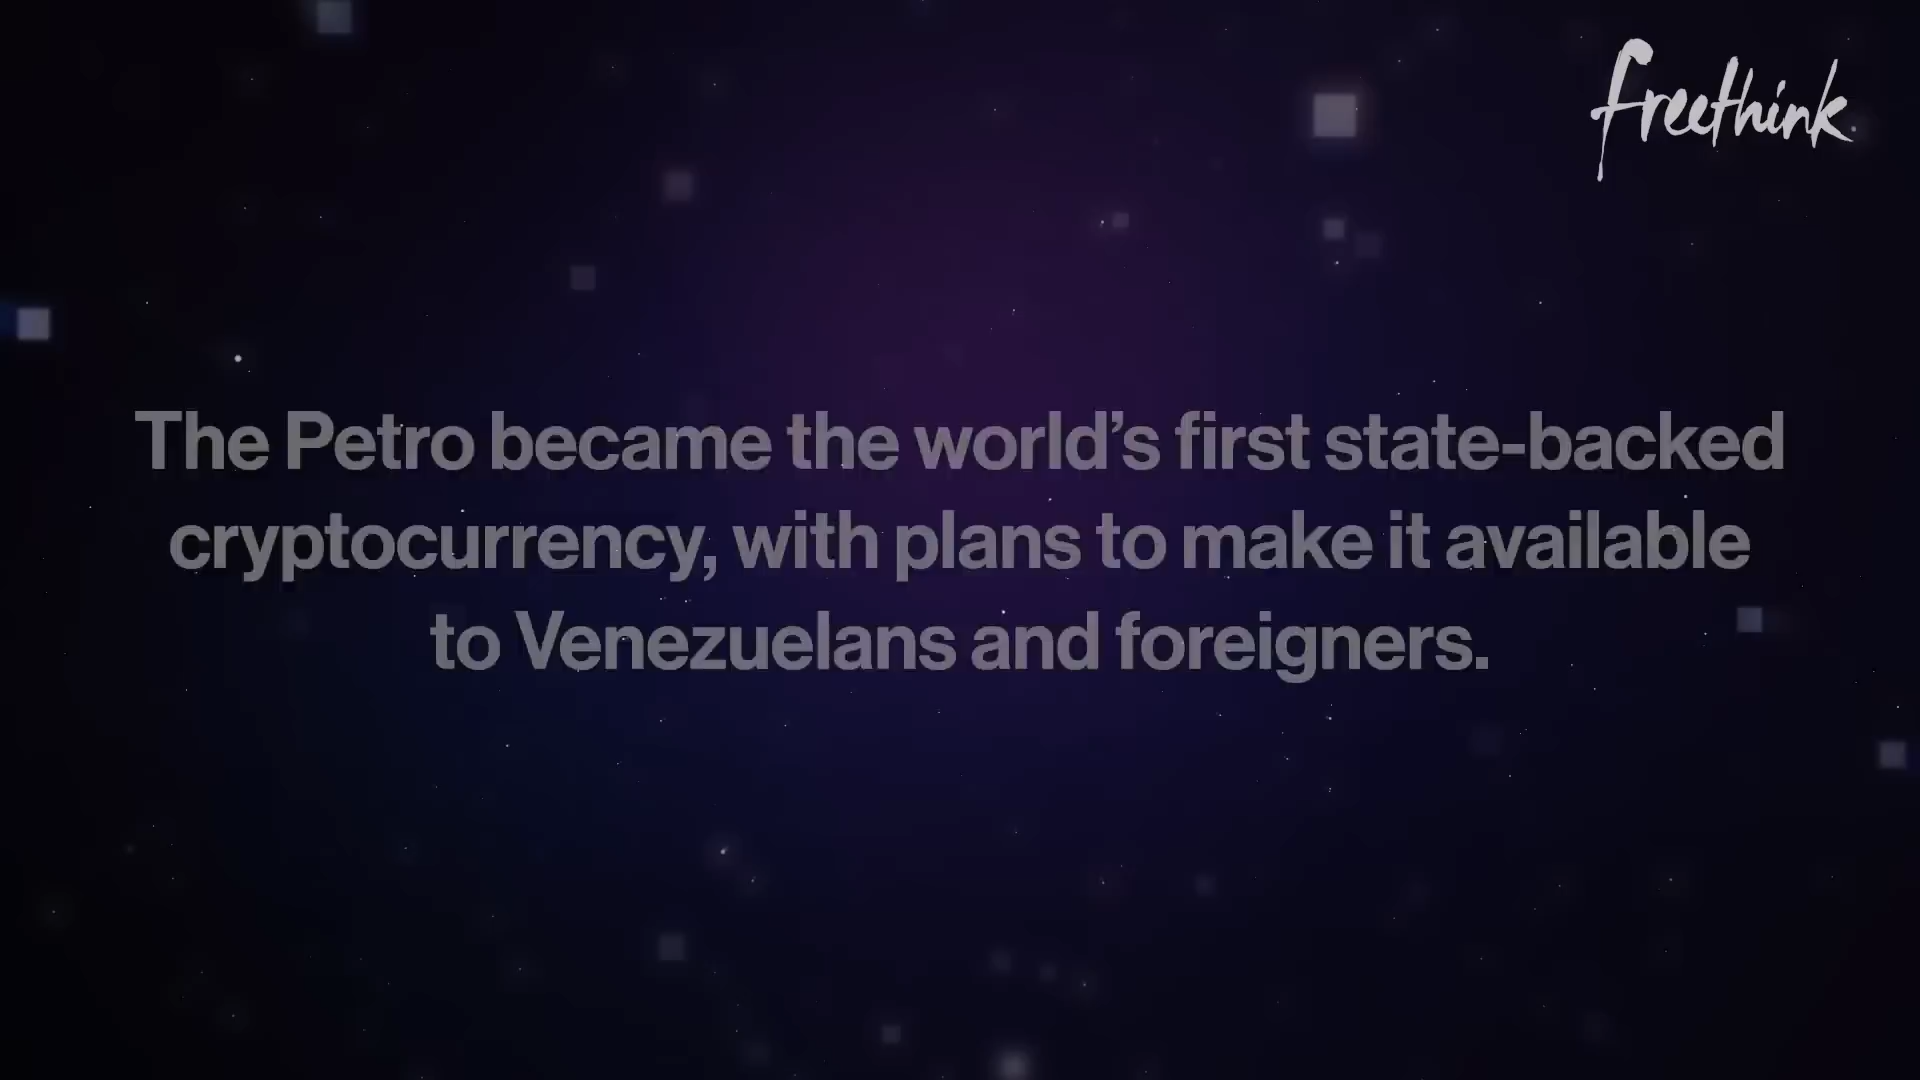 freethink
The Petro became the world’s first state-backed
cryptocurrency, with plans to make it available
to Venezuelans and foreigners.